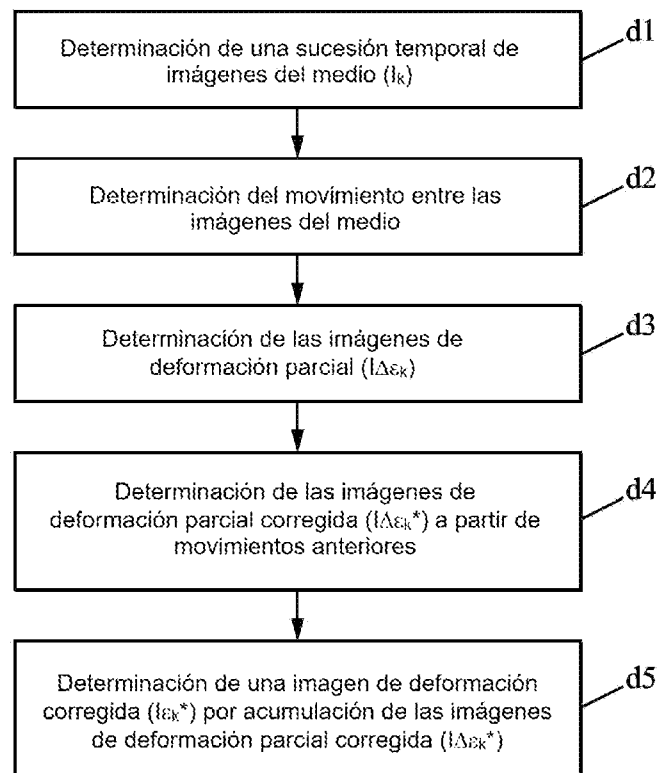 Determinación de una sucesión temporal de
imágenes del medio (Iₖ)
d1
Determinación del movimiento entre las
imágenes del medio
d2
Determinación de las imágenes de
deformación parcial (IΔεₖ)
d3
Determinación de las imágenes de
deformación parcial corregida (IΔεₖ*) a partir de
movimientos anteriores
d4
Determinación de una imagen de deformación
corregida (Iεₖ*) por acumulación de las imágenes
de deformación parcial corregida (IΔεₖ*)
d5